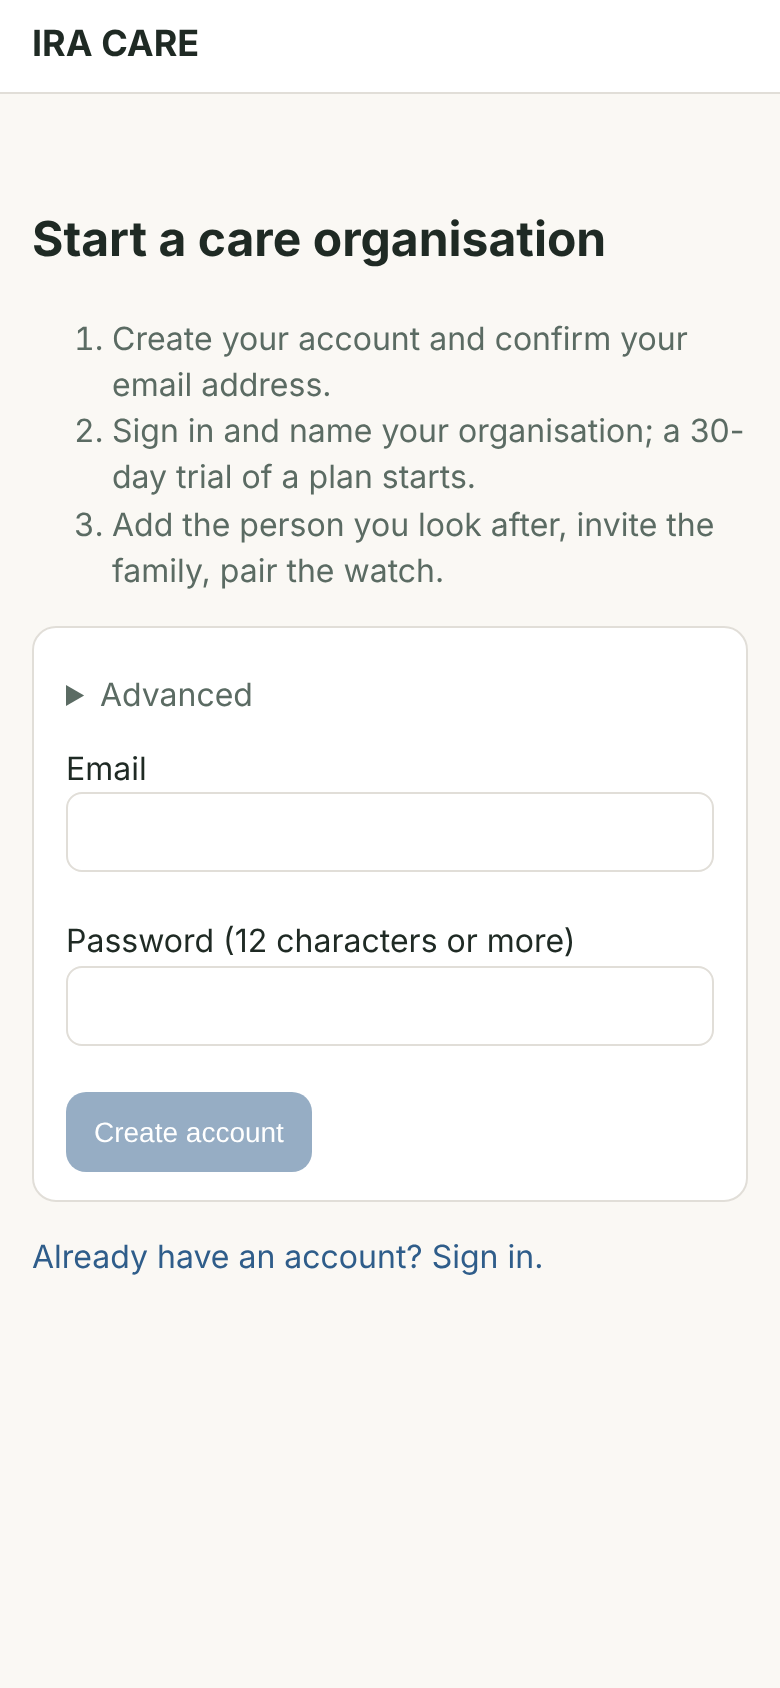 IRA CARE
Start a care organisation
1. Create your account and confirm your
email address.
2. Sign in and name your organisation; a 30-
day trial of a plan starts.
3. Add the person you look after, invite the
family, pair the watch.
Advanced
Email
Password (12 characters or more)
Create account
Already have an account? Sign in.